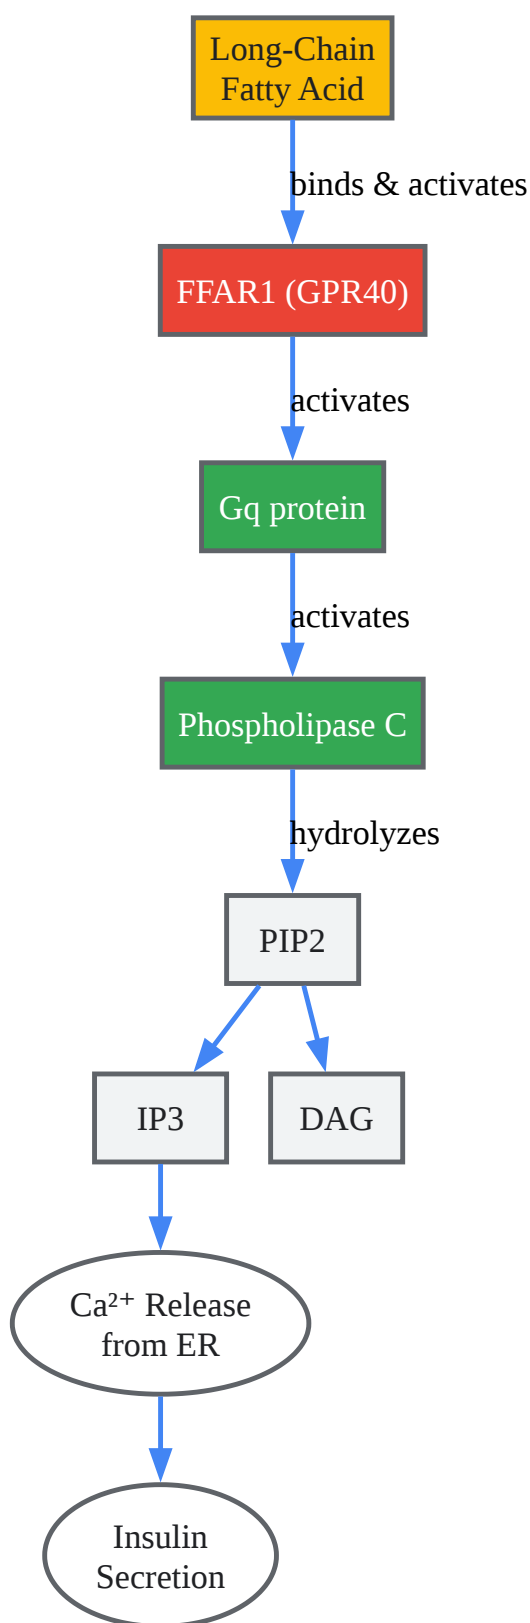 Long-Chain
Fatty Acid
binds & activates
FFAR1 (GPR40)
activates
Gq protein
activates
Phospholipase C
hydrolyzes
PIP2
IP3
DAG
Ca²⁺ Release
from ER
Insulin
Secretion